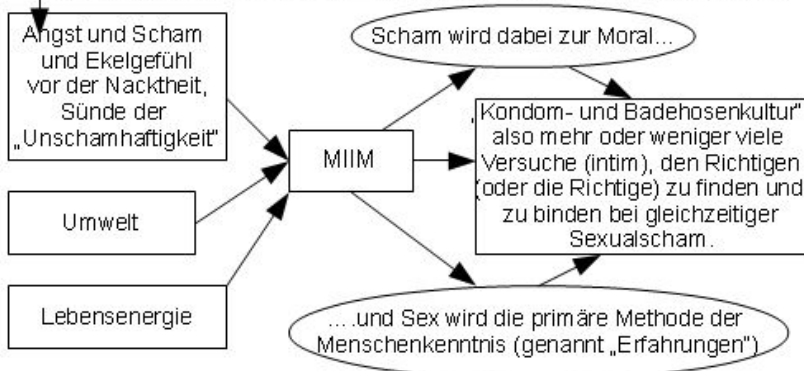 Angst und Scham
und Ekelgefühl
vor der Nacktheit,
Sünde der
„Unschamhaftigkeit"
Umwelt
Lebensenergie
MIIM
Scham wird dabei zur Moral...
„Kondom- und Badehosenkultur"
also mehr oder weniger viele
Versuche (intim), den Richtigen
(oder die Richtige) zu finden und
zu binden bei gleichzeitiger
Sexualscham.
....und Sex wird die primäre Methode der
Menschenkenntnis (genannt „Erfahrungen")